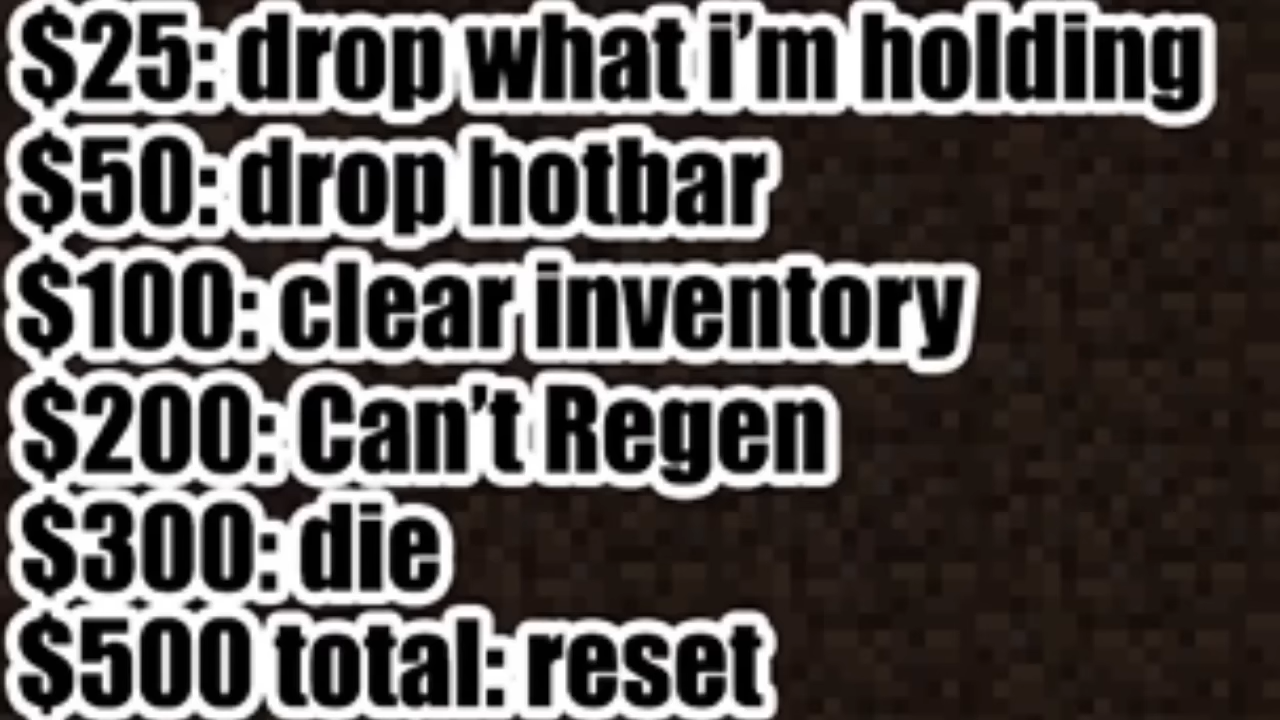 $25: drop what i’m holding
$50: drop hotbar
$100: clear inventory
$200: Can’t Regen
$300: die
$500 total: reset